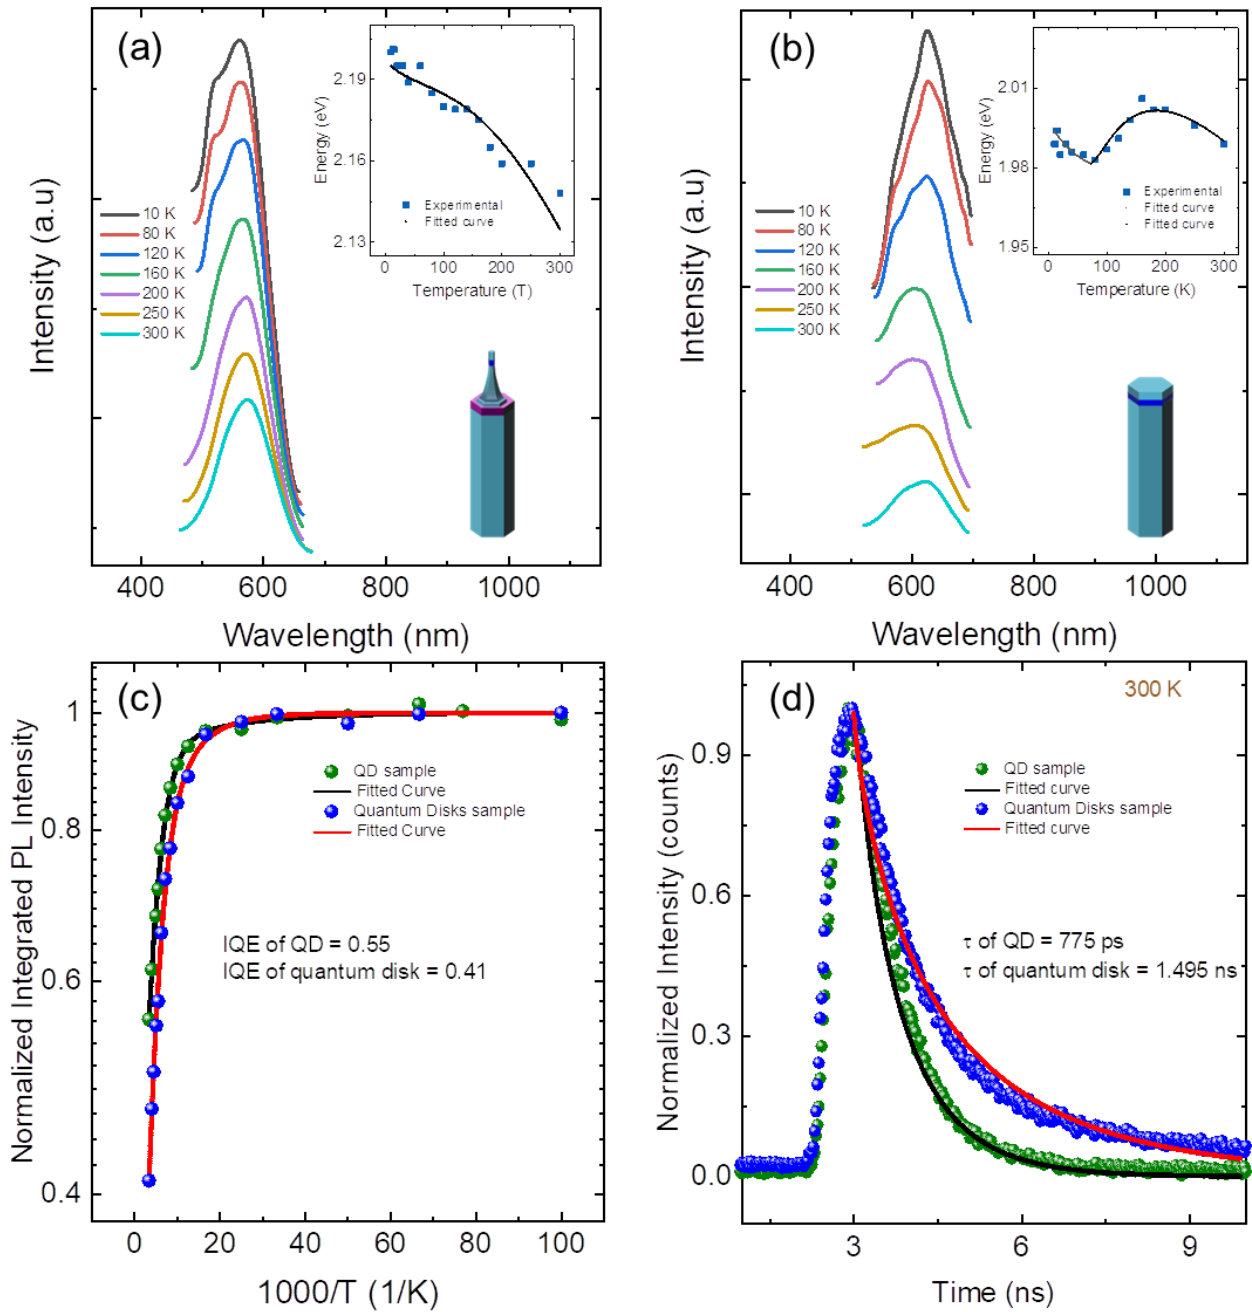 (a)
Intensity (a.u)
10 K
80 K
120 K
160 K
200 K
250 K
300 K
400 600 800 1000
Wavelength (nm)
Energy (eV)
2.19
2.16
2.13
Experimental
Fitted curve
0 100 200 300
Temperature (T)
(b)
Intensity (a.u)
10 K
80 K
120 K
160 K
200 K
250 K
300 K
400 600 800 1000
Wavelength (nm)
Energy (eV)
2.01
1.98
1.95
Experimental
Fitted curve
Fitted curve
0 100 200 300
Temperature (K)
(c)
Normalized Integrated PL Intensity
1
0.8
0.6
0.4
QD sample
Fitted Curve
Quantum Disks sample
Fitted Curve
IQE of QD = 0.55
IQE of quantum disk = 0.41
0 20 40 60 80 100
1000/T (1/K)
(d)
300 K
Normalized Intensity (counts)
0.9
0.6
0.3
0.0
QD sample
Fitted curve
Quantum Disks sample
Fitted curve
τ of QD = 775 ps
τ of quantum disk = 1.495 ns
3 6 9
Time (ns)